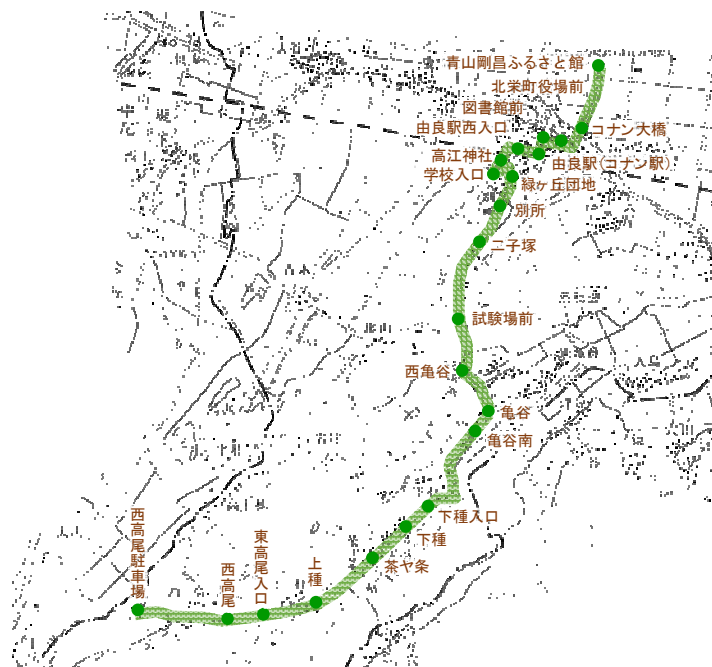 青山剛昌ふるさと館
北栄町役場前
図書館前
由良駅西入口
コナン大橋
高江神社
由良駅(コナン駅)
学校入口
緑ヶ丘団地
別所
二子塚
試験場前
西亀谷
亀谷
亀谷南
下種入口
下種
茶ヤ条
上種
東高尾入口
西高尾
西高尾駐車場